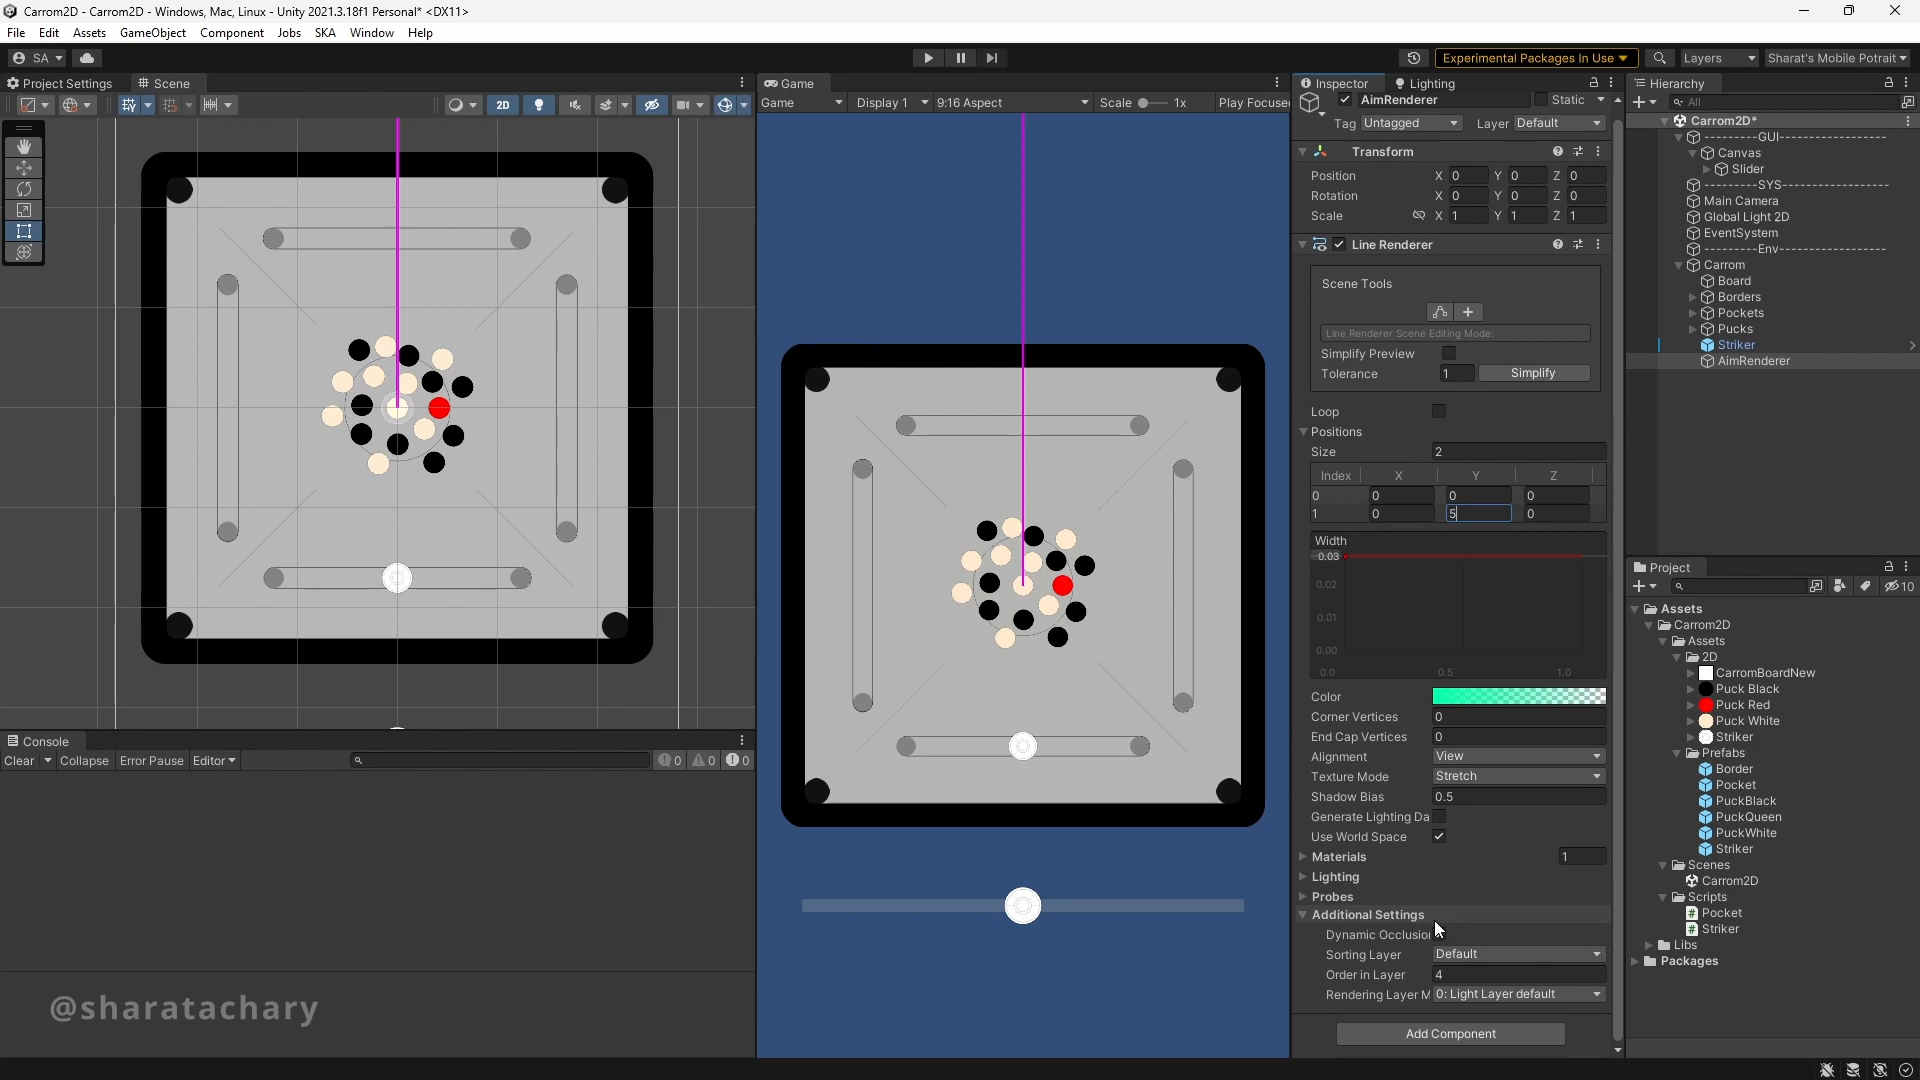 Carrom2D - Carrom2D - Windows, Mac, Linux - Unity 2021.3.18f1 Personal* <DX11>
File Edit Assets GameObject Component Jobs SKA Window Help
SA Experimental Packages In Use Layers Sharat's Mobile Potrait
Project Settings Scene
2D
Game
Game Display 1 9:16 Aspect Scale 1x Play Focuse
Console
Clear Collapse Error Pause Editor 0 0 0
@sharatachary
Inspector Lighting
AimRenderer Static
Tag Untagged Layer Default
Transform
Position X 0 Y 0 Z 0
Rotation X 0 Y 0 Z 0
Scale X 1 Y 1 Z 1
Line Renderer
Scene Tools
Line Renderer Scene Editing Mode:
Simplify Preview
Tolerance 1 Simplify
Loop
Positions
Size 2
Index X Y Z
0 0 0 0
1 0 5 0
Width
0.03
0.02
0.01
0.00
0.0 0.5 1.0
Color
Corner Vertices 0
End Cap Vertices 0
Alignment View
Texture Mode Stretch
Shadow Bias 0.5
Generate Lighting Da
Use World Space
Materials 1
Lighting
Probes
Additional Settings
Dynamic Occlusion
Sorting Layer Default
Order in Layer 4
Rendering Layer M 0: Light Layer default
Add Component
Hierarchy
All
Carrom2D*
---------GUI------------------
Canvas
Slider
---------SYS------------------
Main Camera
Global Light 2D
EventSystem
---------Env------------------
Carrom
Board
Borders
Pockets
Pucks
Striker
AimRenderer
Project
10
Assets
Carrom2D
Assets
2D
CarromBoardNew
Puck Black
Puck Red
Puck White
Striker
Prefabs
Border
Pocket
PuckBlack
PuckQueen
PuckWhite
Striker
Scenes
Carrom2D
Scripts
Pocket
Striker
Libs
Packages